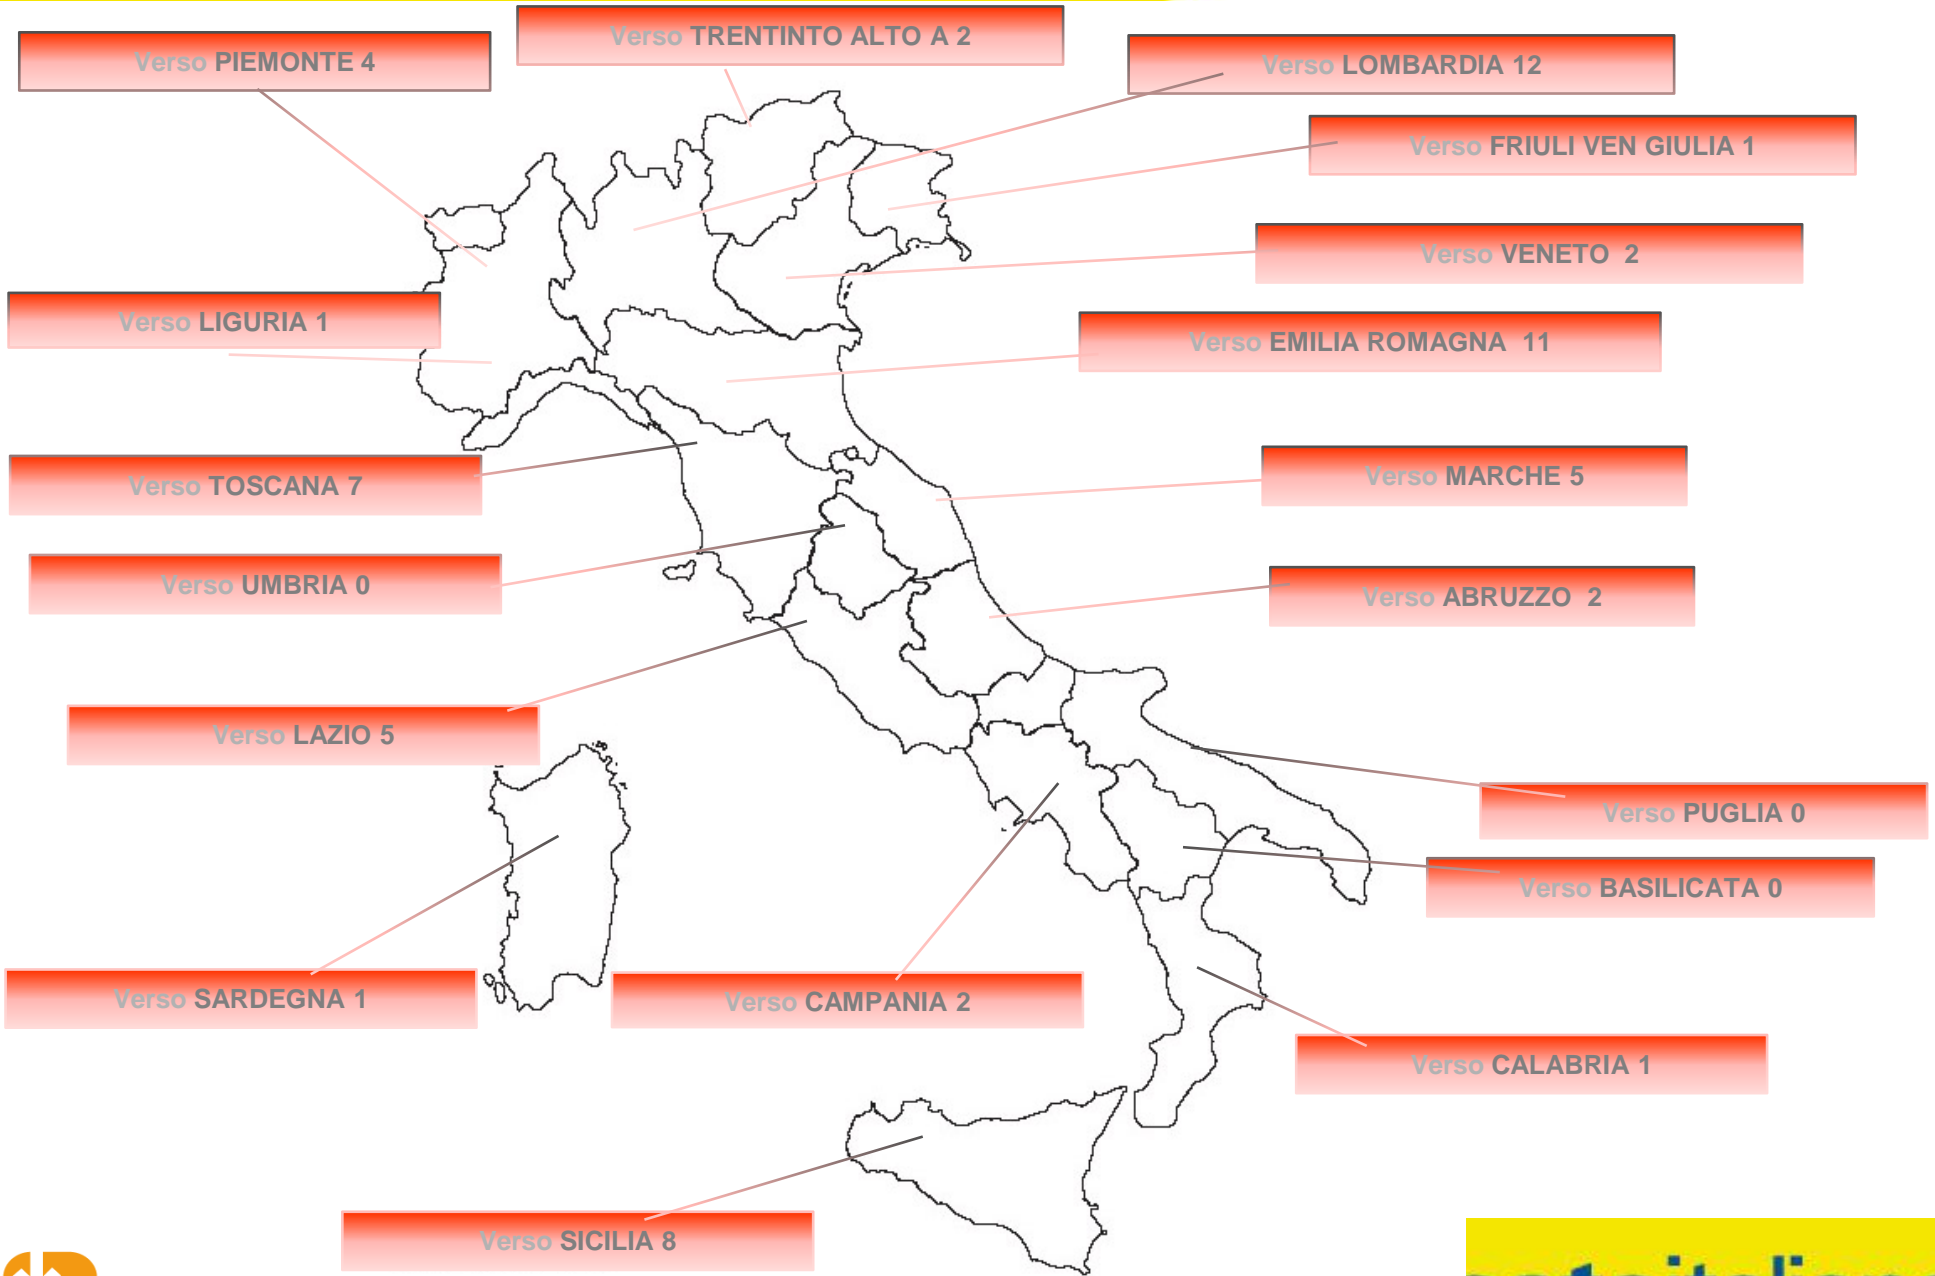 Verso TRENTINTO ALTO A 2
Verso PIEMONTE 4
Verso LOMBARDIA 12
Verso FRIULI VEN GIULIA 1
Verso VENETO 2
Verso LIGURIA 1
Verso EMILIA ROMAGNA 11
Verso TOSCANA 7
Verso MARCHE 5
Verso UMBRIA 0
Verso ABRUZZO 2
Verso LAZIO 5
Verso PUGLIA 0
Verso BASILICATA 0
Verso SARDEGNA 1
Verso CAMPANIA 2
Verso CALABRIA 1
Verso SICILIA 8